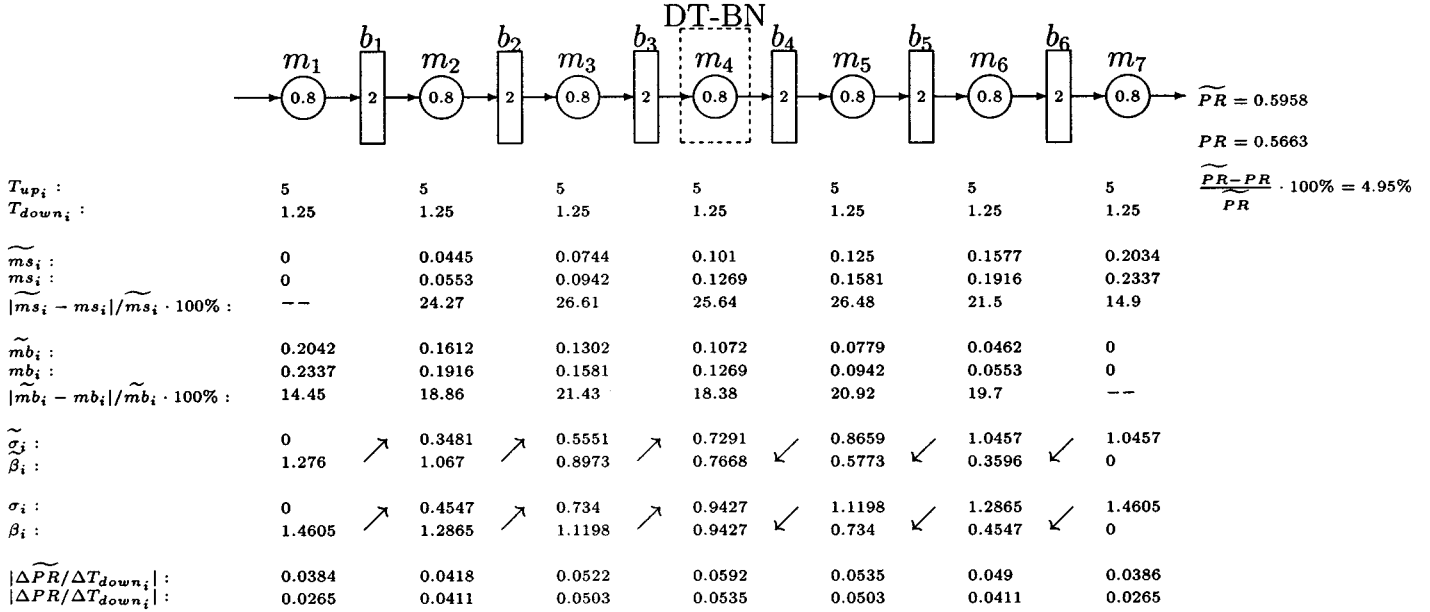 DT-BN
b₁ b₂ b₃ b₄ b₅ b₆
m₁ m₂ m₃ m₄ m₅ m₆ m₇
0.8 2 0.8 2 0.8 2 0.8 2 0.8 2 0.8 2 0.8
P͠R = 0.5958
PR = 0.5663
(P͠R−PR)/P͠R · 100% = 4.95%
T_{up_i} : 5 5 5 5 5 5 5
T_{down_i} : 1.25 1.25 1.25 1.25 1.25 1.25 1.25
m͠s_i : 0 0.0445 0.0744 0.101 0.125 0.1577 0.2034
ms_i : 0 0.0553 0.0942 0.1269 0.1581 0.1916 0.2337
|m͠s_i − ms_i|/m͠s_i · 100% : −− 24.27 26.61 25.64 26.48 21.5 14.9
m͠b_i : 0.2042 0.1612 0.1302 0.1072 0.0779 0.0462 0
mb_i : 0.2337 0.1916 0.1581 0.1269 0.0942 0.0553 0
|m͠b_i − mb_i|/m͠b_i · 100% : 14.45 18.86 21.43 18.38 20.92 19.7 −−
σ̃_i : 0 0.3481 0.5551 0.7291 0.8659 1.0457 1.0457
β̃_i : 1.276 1.067 0.8973 0.7668 0.5773 0.3596 0
σ_i : 0 0.4547 0.734 0.9427 1.1198 1.2865 1.4605
β_i : 1.4605 1.2865 1.1198 0.9427 0.734 0.4547 0
|ΔP͠R/ΔT_{down_i}| : 0.0384 0.0418 0.0522 0.0592 0.0535 0.049 0.0386
|ΔPR/ΔT_{down_i}| : 0.0265 0.0411 0.0503 0.0535 0.0503 0.0411 0.0265